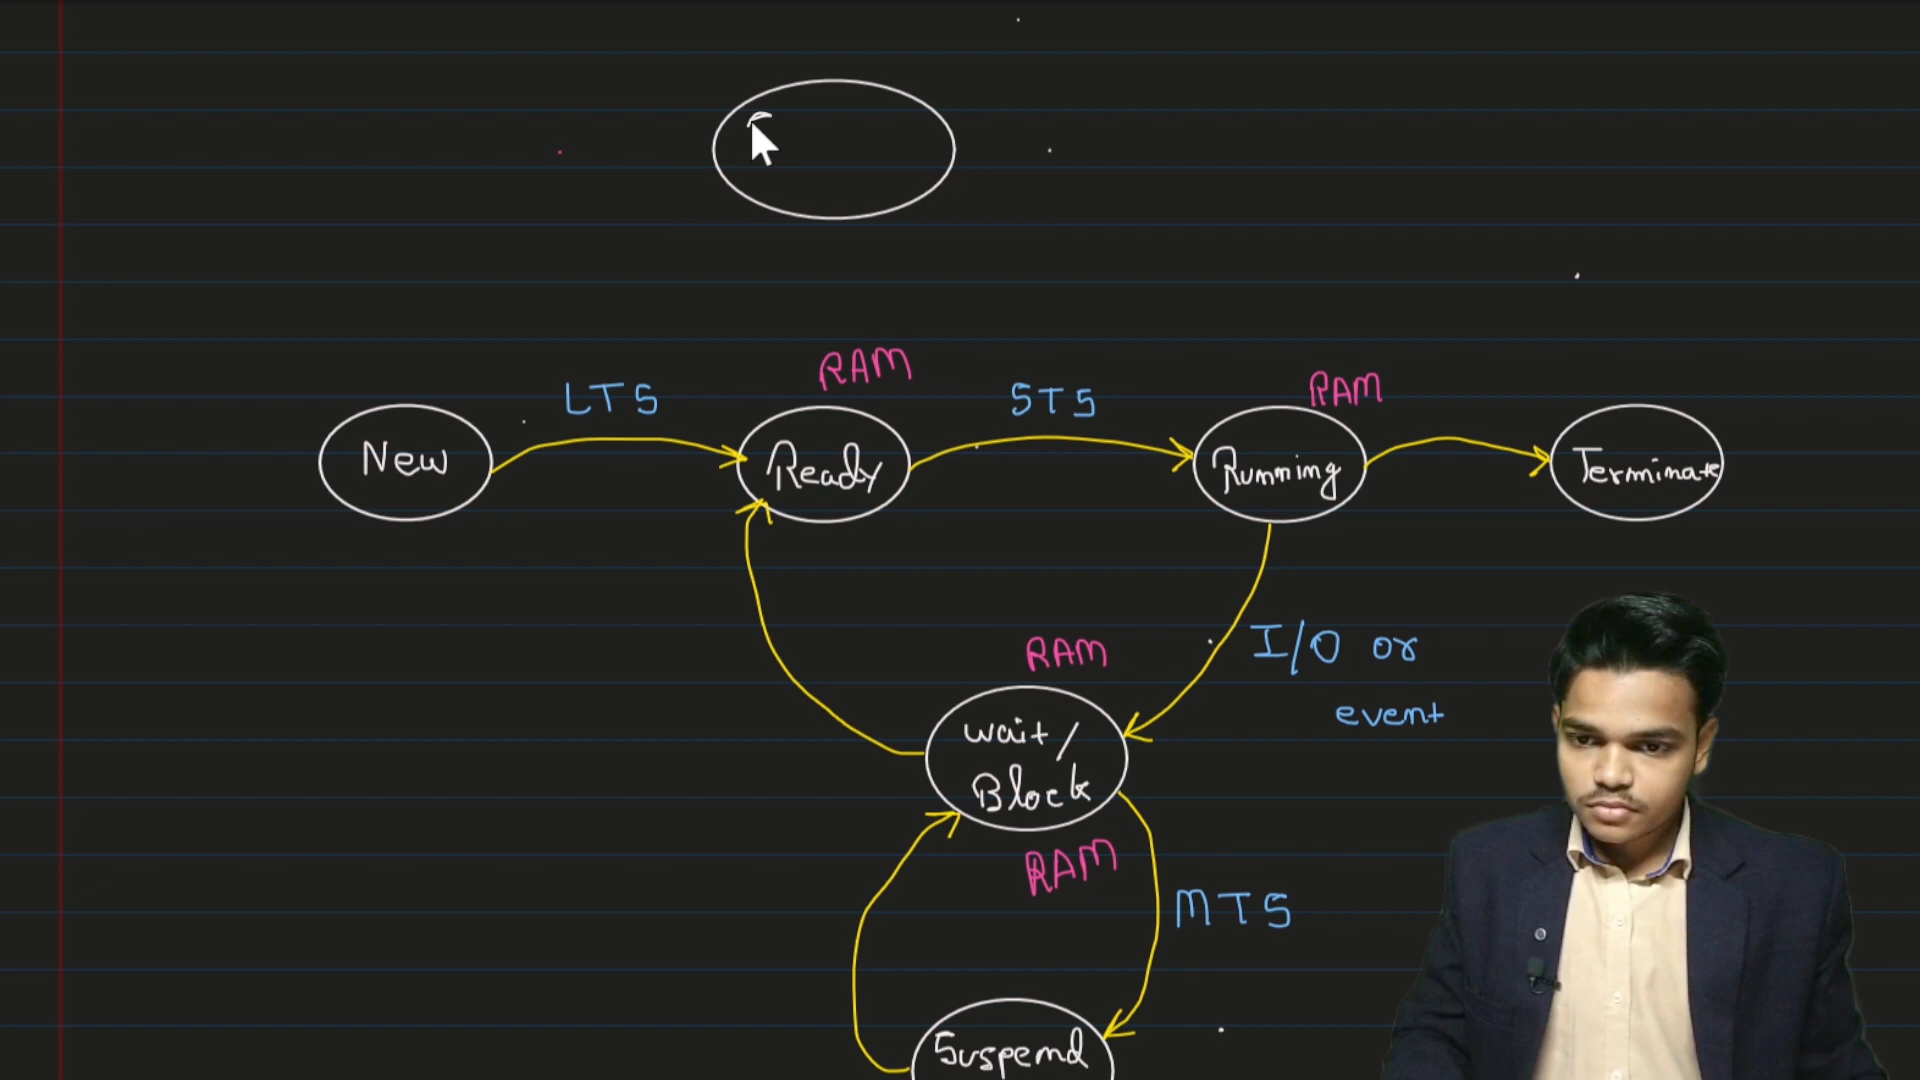 RAM
LTS
STS
RAM
New
Ready
Running
Terminate
RAM
I/O or
event
wait/
Block
RAM
MTS
Suspend